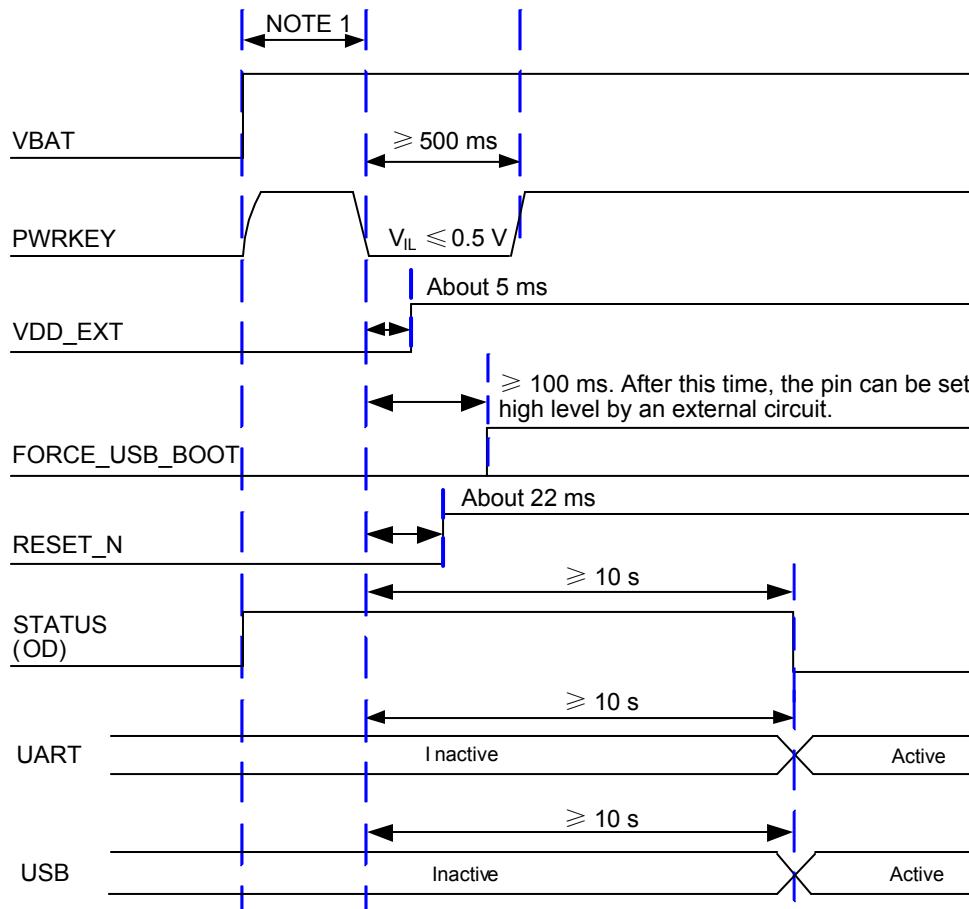 NOTE 1
VBAT
≥ 500 ms
PWRKEY
VIL ≤ 0.5 V
About 5 ms
VDD_EXT
≥ 100 ms. After this time, the pin can be set
high level by an external circuit.
FORCE_USB_BOOT
About 22 ms
RESET_N
≥ 10 s
STATUS
(OD)
≥ 10 s
UART
Inactive
Active
≥ 10 s
USB
Inactive
Active